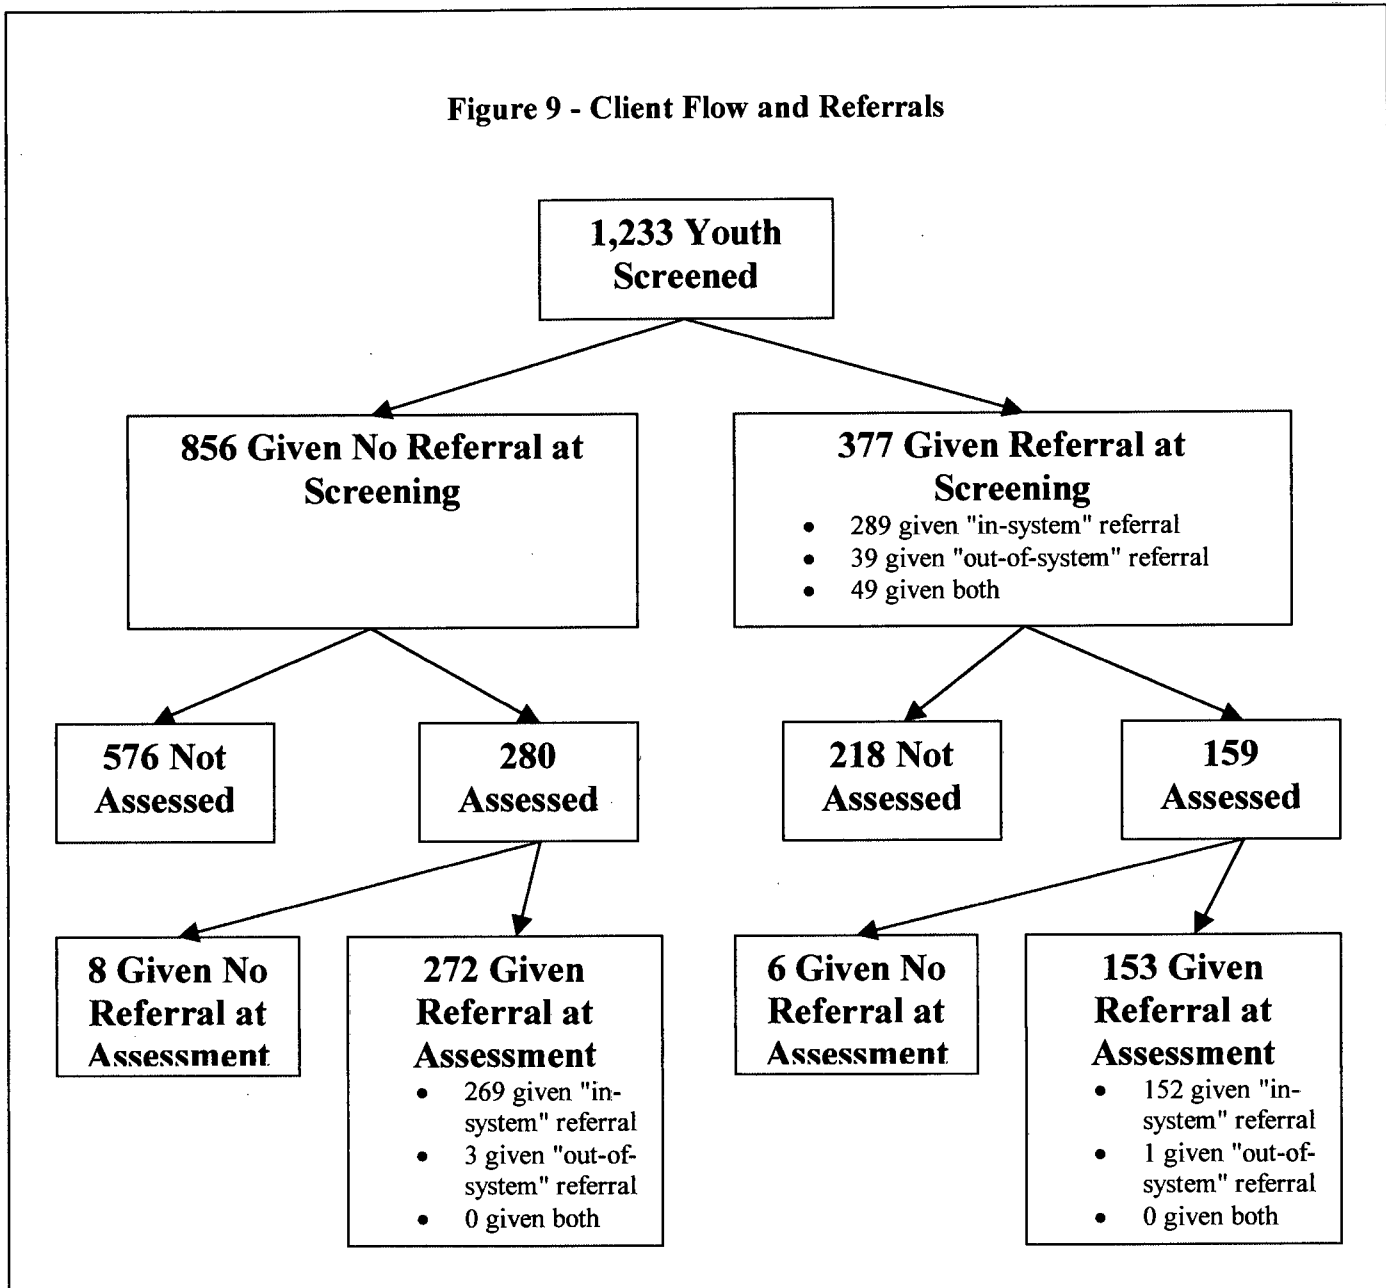 Figure 9 - Client Flow and Referrals
1,233 Youth
Screened
856 Given No Referral at
Screening
377 Given Referral at
Screening
• 289 given "in-system" referral
• 39 given "out-of-system" referral
• 49 given both
576 Not
Assessed
280
Assessed
218 Not
Assessed
159
Assessed
8 Given No
Referral at
Assessment
272 Given
Referral at
Assessment
• 269 given "in-
system" referral
• 3 given "out-of-
system" referral
• 0 given both
6 Given No
Referral at
Assessment
153 Given
Referral at
Assessment
• 152 given "in-
system" referral
• 1 given "out-of-
system" referral
• 0 given both